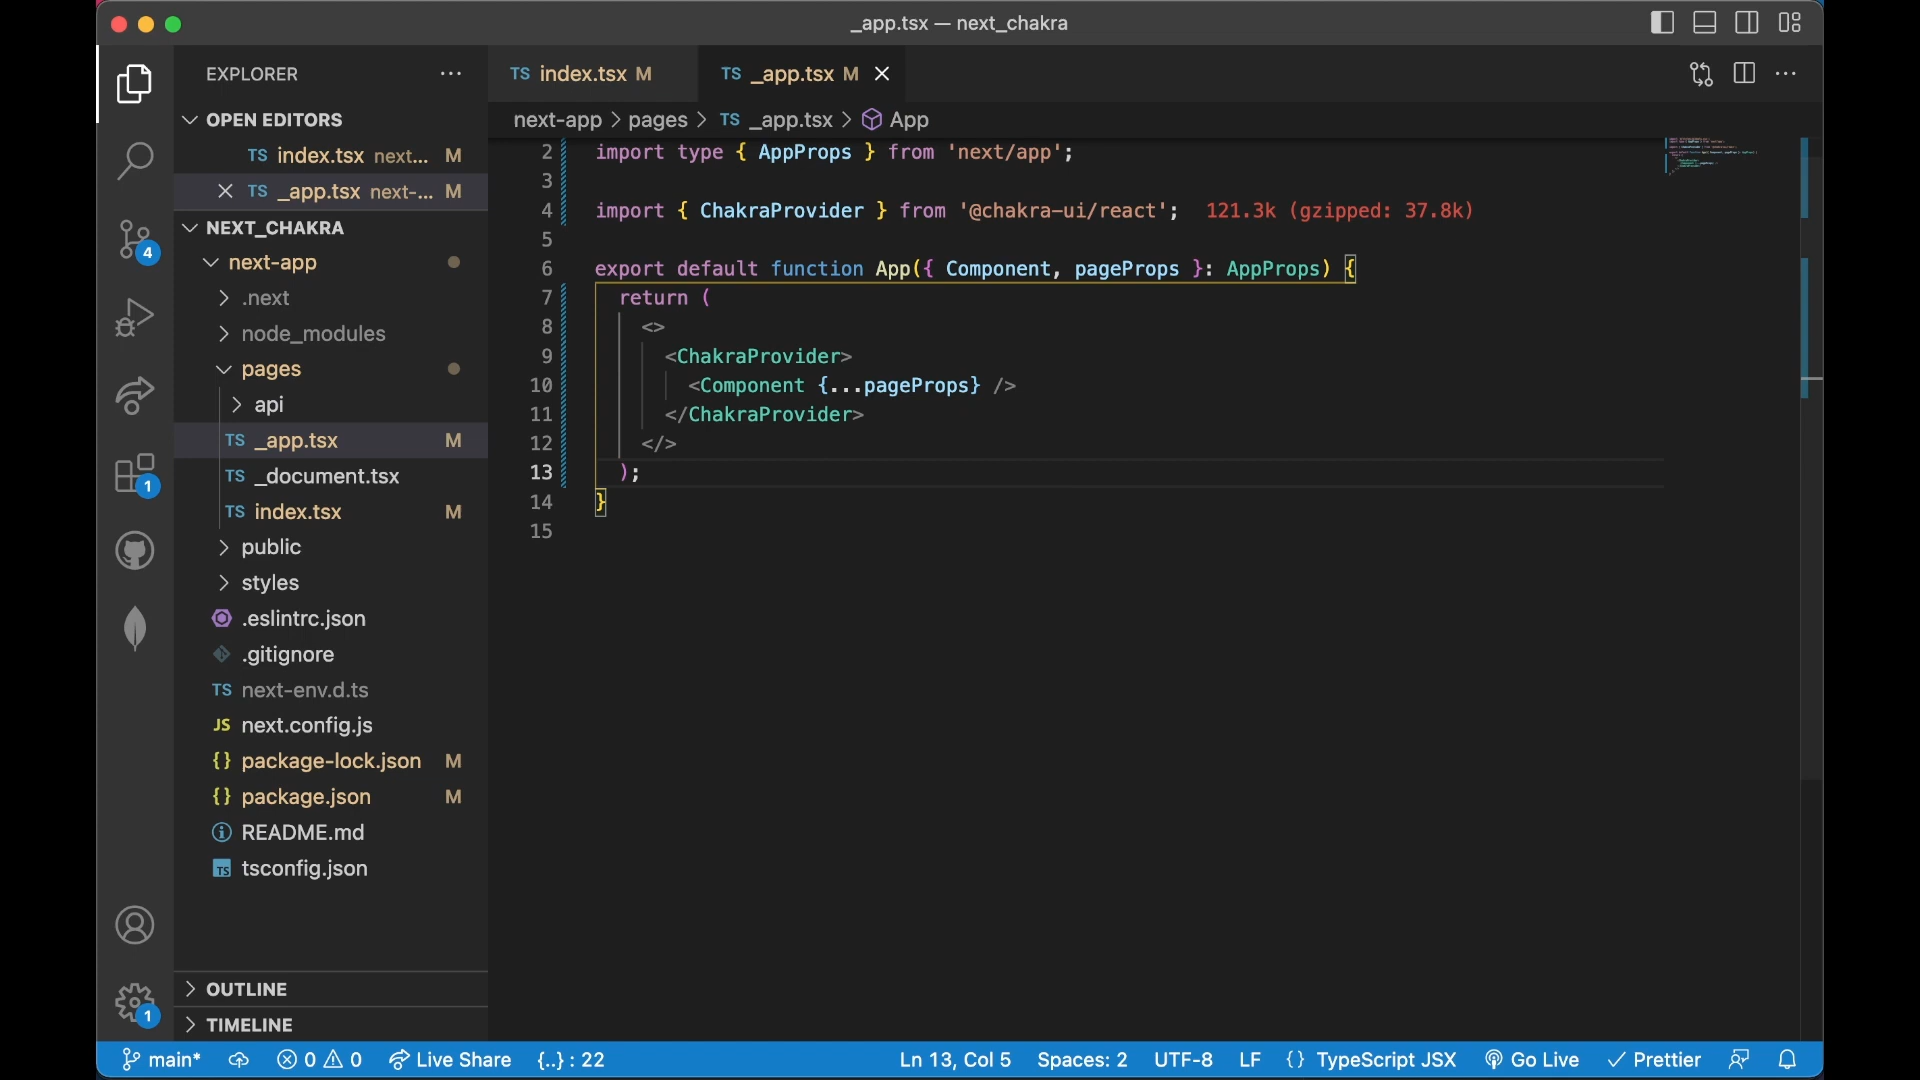 _app.tsx — next_chakra
EXPLORER
OPEN EDITORS
TS index.tsx next... M
TS _app.tsx next-... M
NEXT_CHAKRA
next-app
.next
node_modules
pages
api
TS _app.tsx M
TS _document.tsx
TS index.tsx M
public
styles
.eslintrc.json
.gitignore
TS next-env.d.ts
JS next.config.js
{} package-lock.json M
{} package.json M
README.md
TS tsconfig.json
OUTLINE
TIMELINE
4
1
1
TS index.tsx M
TS _app.tsx M
next-app > pages > TS _app.tsx > App
2 import type { AppProps } from 'next/app';
3
4 import { ChakraProvider } from '@chakra-ui/react'; 121.3k (gzipped: 37.8k)
5
6 export default function App({ Component, pageProps }: AppProps) {
7 return (
8 <>
9 <ChakraProvider>
10 <Component {...pageProps} />
11 </ChakraProvider>
12 </>
13 );
14 }
15
main* 0 0 Live Share {..} : 22 Ln 13, Col 5 Spaces: 2 UTF-8 LF {} TypeScript JSX Go Live Prettier